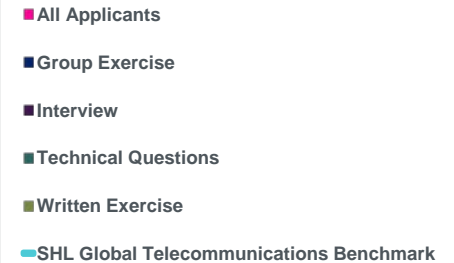 All Applicants
Group Exercise
Interview
Technical Questions
Written Exercise
SHL Global Telecommunications Benchmark